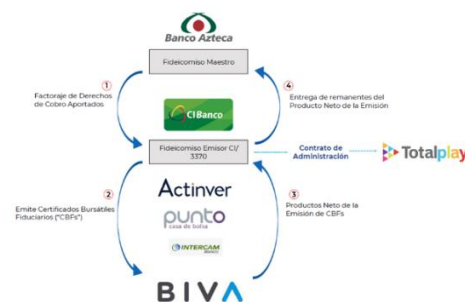 Banco Azteca
Fideicomiso Maestro
1
Factoraje de Derechos
de Cobro Aportados
4
Entrega de remanentes del
Producto Neto de la Emisión
CIBanco
Fideicomiso Emisor CI/
3370
Contrato de
Administración
Totalplay
2
Emite Certificados Bursátiles
Fiduciarios ("CBFs")
3
Productos Neto de la
Emisión de CBFs
Actinver
punto
casa de bolsa
INTERCAM
Banco
BIVA